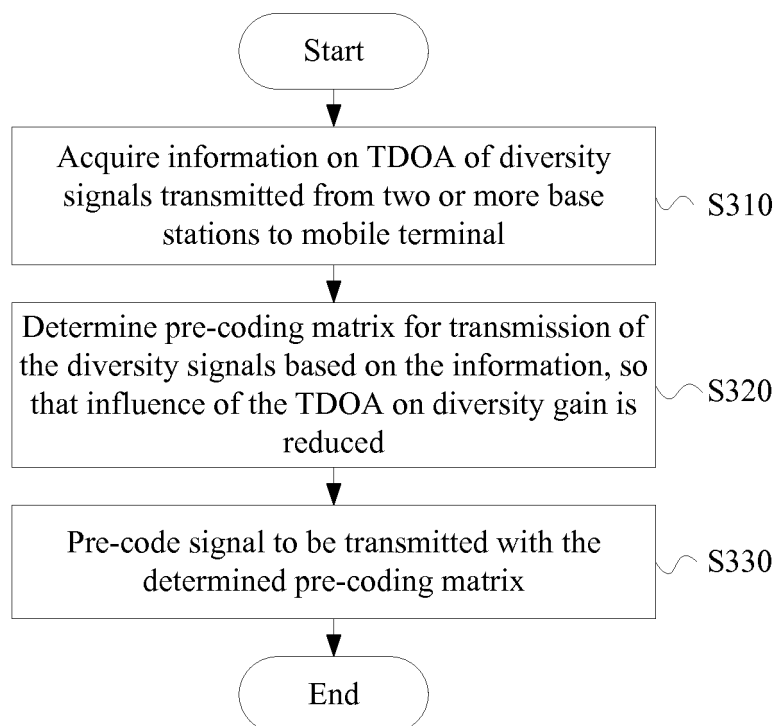 Start
Acquire information on TDOA of diversity
signals transmitted from two or more base
stations to mobile terminal
S310
Determine pre-coding matrix for transmission of
the diversity signals based on the information, so
that influence of the TDOA on diversity gain is
reduced
S320
Pre-code signal to be transmitted with the
determined pre-coding matrix
S330
End